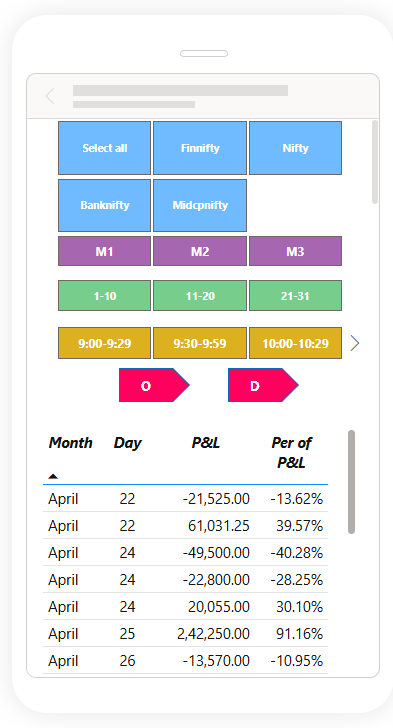 Select all Finnifty Nifty
Banknifty Midcpnifty
M1 M2 M3
1-10 11-20 21-31
9:00-9:29 9:30-9:59 10:00-10:29
O D
Month Day P&L Per of
P&L
April 22 -21,525.00 -13.62%
April 22 61,031.25 39.57%
April 24 -49,500.00 -40.28%
April 24 -22,800.00 -28.25%
April 24 20,055.00 30.10%
April 25 2,42,250.00 91.16%
April 26 -13,570.00 -10.95%